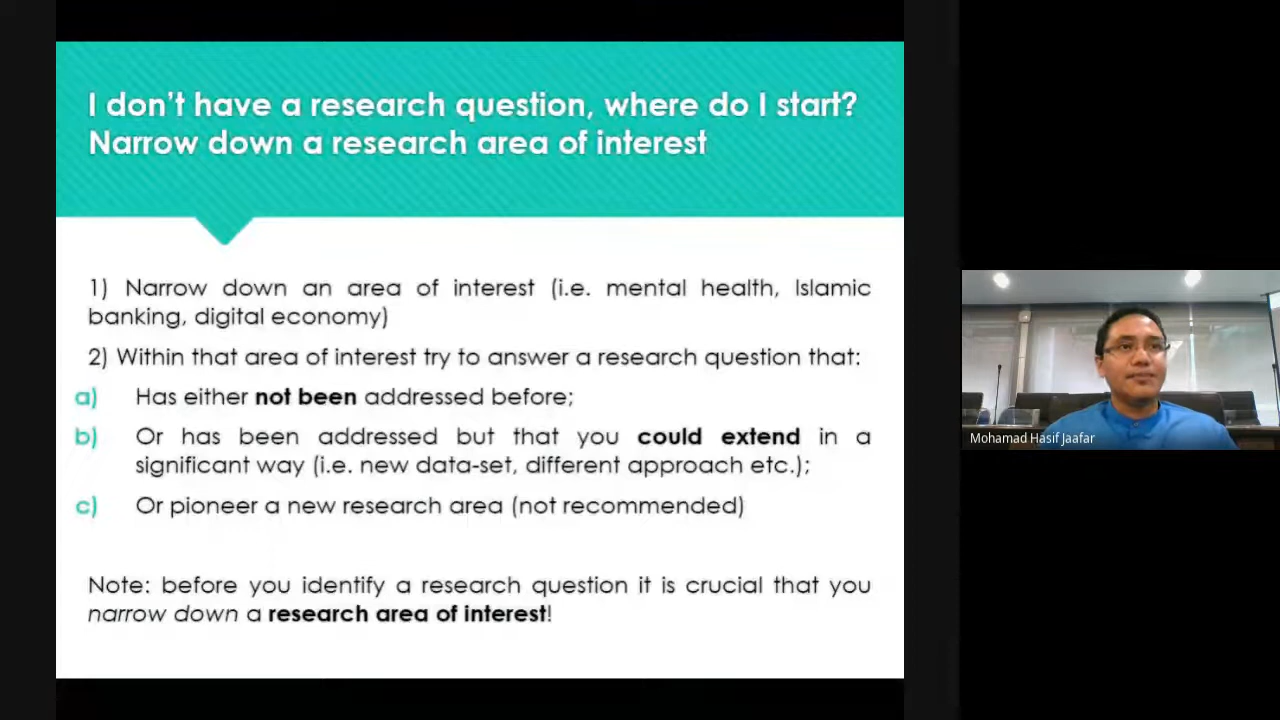 I don't have a research question, where do I start?
Narrow down a research area of interest
1) Narrow down an area of interest (i.e. mental health, Islamic
banking, digital economy)
2) Within that area of interest try to answer a research question that:
a) Has either not been addressed before;
b) Or has been addressed but that you could extend in a
significant way (i.e. new data-set, different approach etc.);
c) Or pioneer a new research area (not recommended)
Note: before you identify a research question it is crucial that you
narrow down a research area of interest!
Mohamad Hasif Jaafar